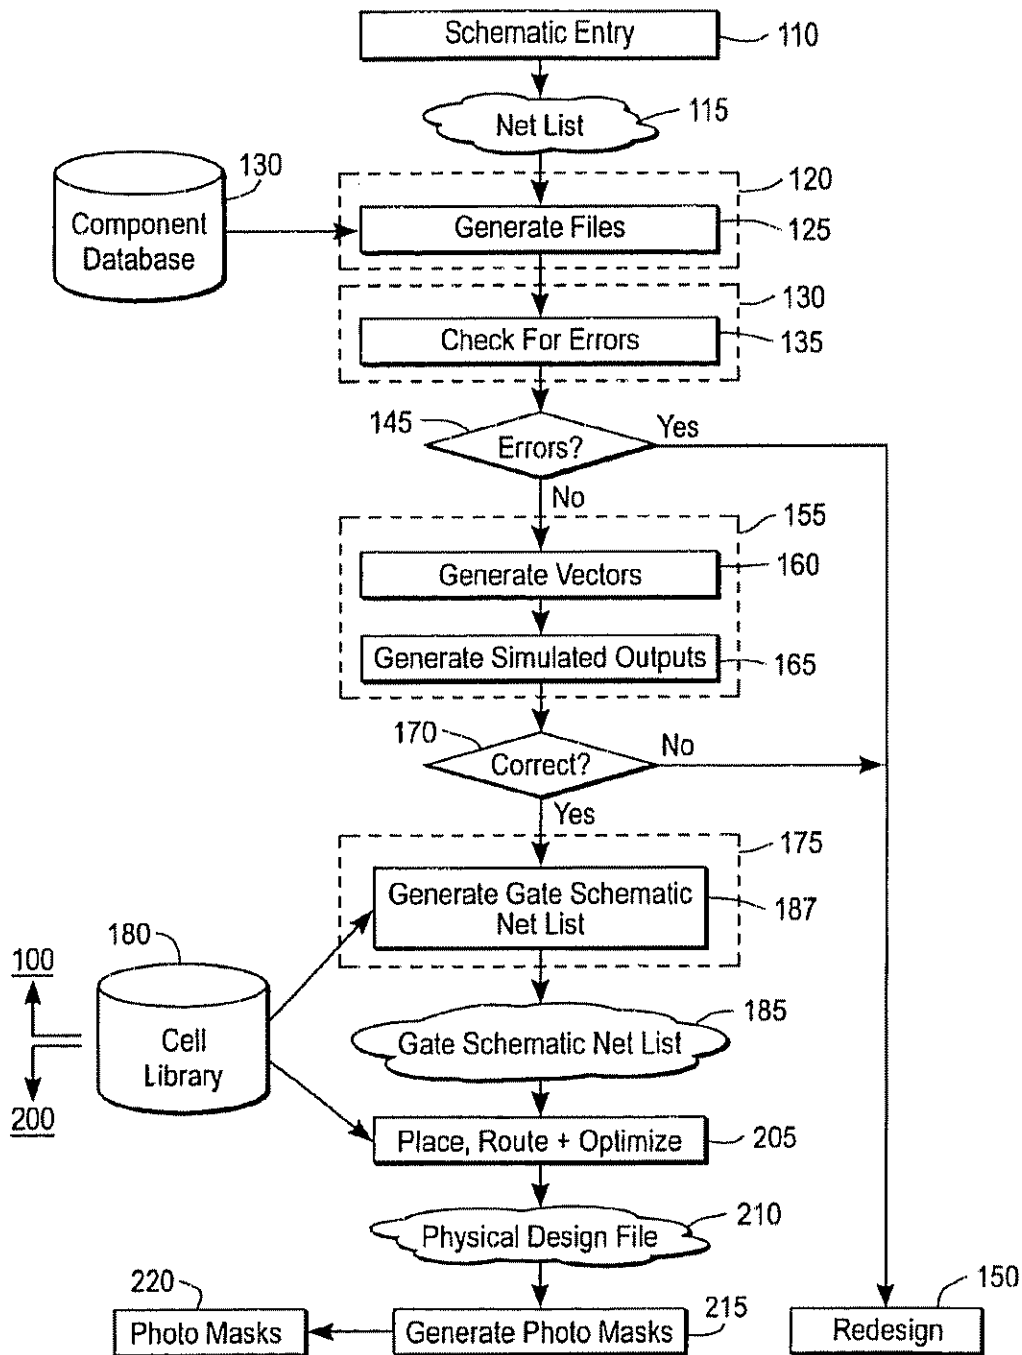 Schematic Entry
110
Net List
115
130
Component
Database
120
Generate Files
125
130
Check For Errors
135
145
Errors?
Yes
No
155
Generate Vectors
160
Generate Simulated Outputs
165
170
Correct?
No
Yes
175
Generate Gate Schematic
Net List
187
180
100
Cell
Library
200
185
Gate Schematic Net List
Place, Route + Optimize
205
Physical Design File
210
220
Photo Masks
Generate Photo Masks
215
150
Redesign